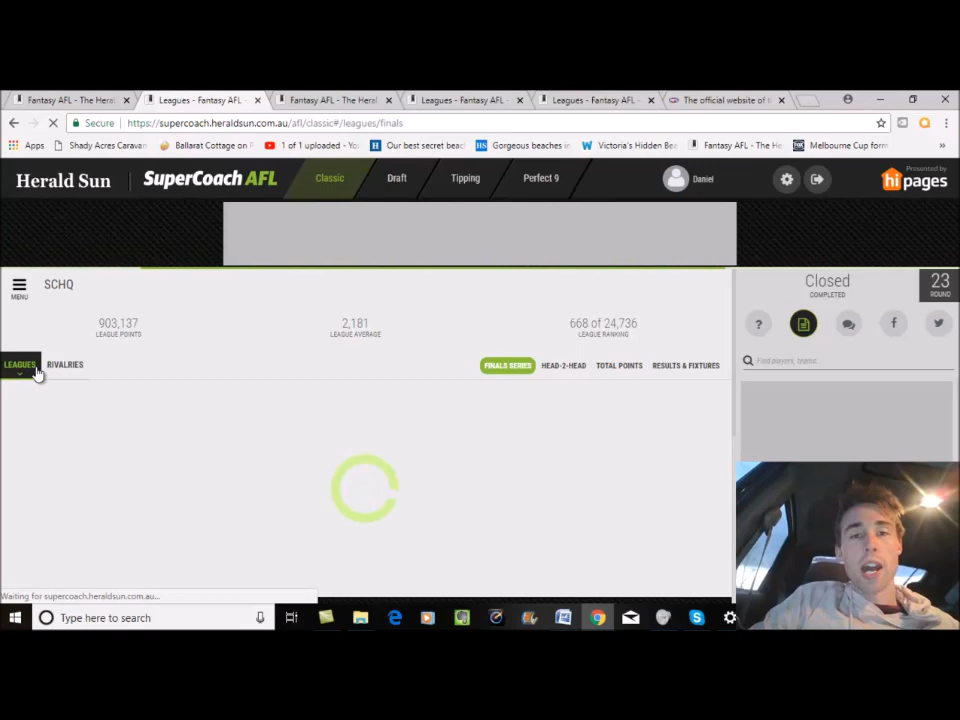 Fantasy AFL - The Heral
Leagues - Fantasy AFL -
Fantasy AFL - The Herald
Leagues - Fantasy AFL -
Leagues - Fantasy AFL -
The official website of t
Secure
https://supercoach.heraldsun.com.au/afl/classic#/leagues/finals
Apps
Shady Acres Caravan
Ballarat Cottage on P
1 of 1 uploaded - You
Our best secret beac
Gorgeous beaches in
Victoria's Hidden Bea
Fantasy AFL - The He
Melbourne Cup form
Herald Sun
SuperCoach AFL
Classic
Draft
Tipping
Perfect 9
Daniel
Presented by
hipages
MENU
SCHQ
903,137
LEAGUE POINTS
2,181
LEAGUE AVERAGE
668 of 24,736
LEAGUE RANKING
Closed
COMPLETED
23
ROUND
LEAGUES
RIVALRIES
FINALS SERIES
HEAD-2-HEAD
TOTAL POINTS
RESULTS & FIXTURES
Find players, teams...
Waiting for supercoach.heraldsun.com.au...
Type here to search